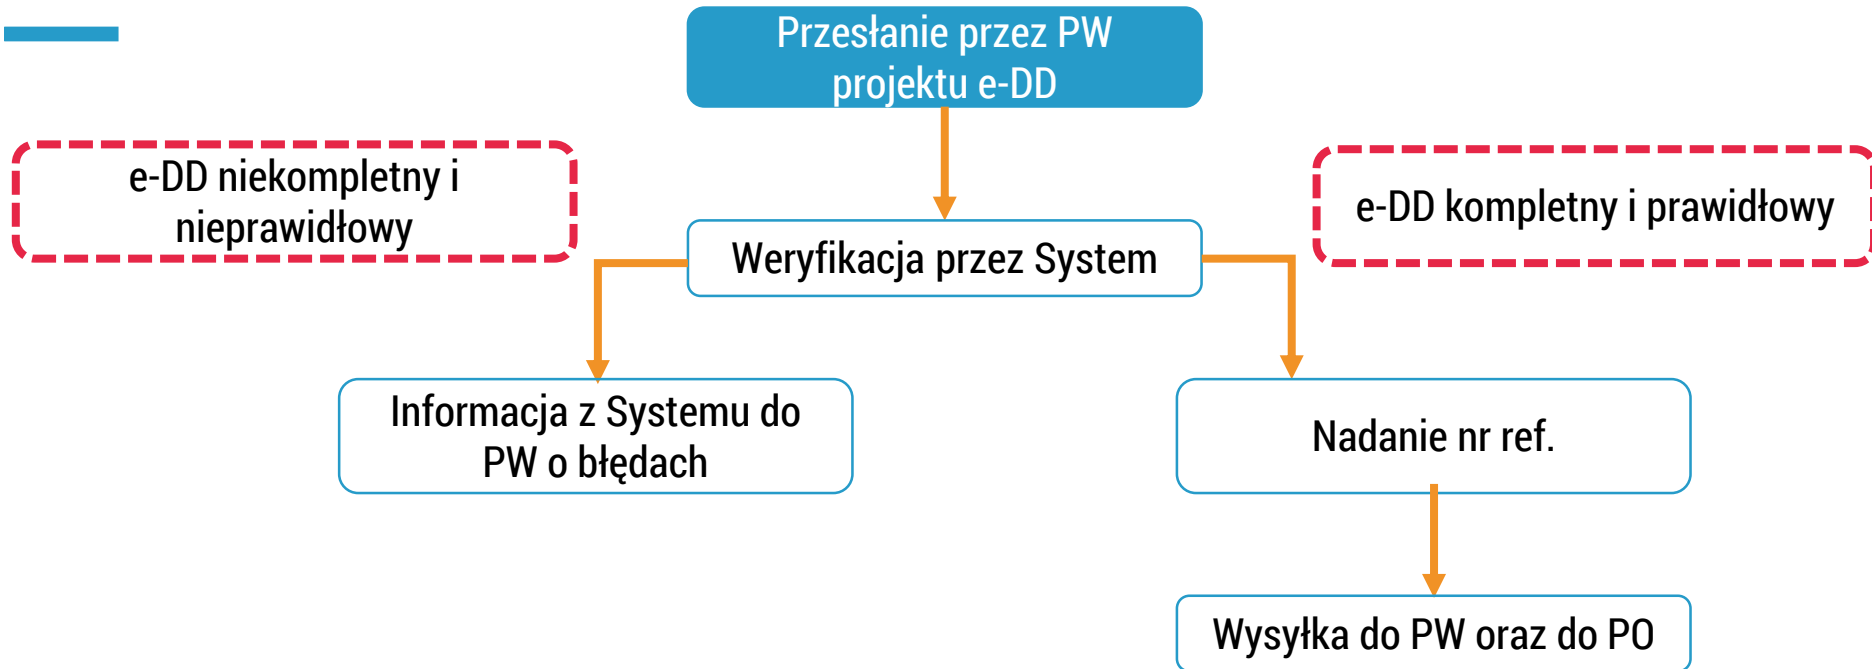 Przesłanie przez PW
projektu e-DD
e-DD niekompletny i
nieprawidłowy
e-DD kompletny i prawidłowy
Weryfikacja przez System
Informacja z Systemu do
PW o błędach
Nadanie nr ref.
Wysyłka do PW oraz do PO